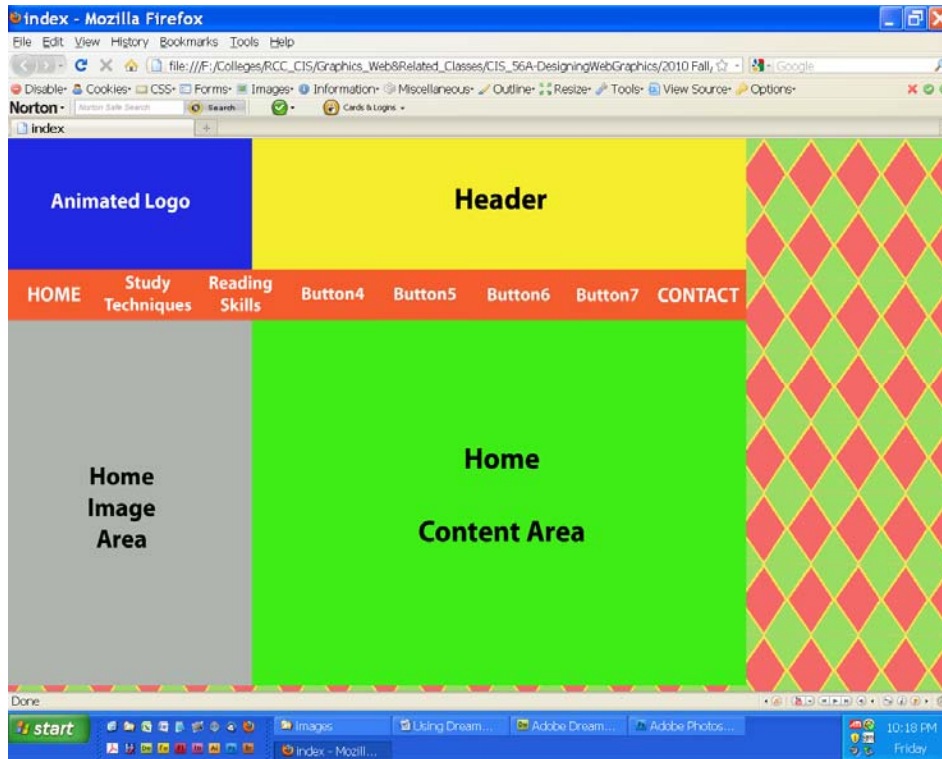 index - Mozilla Firefox
File Edit View History Bookmarks Tools Help
file:///F:/Colleges/RCC_CIS/Graphics_Web&Related_Classes/CIS_56A-DesigningWebGraphics/2010 Fall, Google
Disable Cookies CSS Forms Images Information Miscellaneous Outline Resize Tools View Source Options
Norton Norton Safe Search Search Cards & Logins
index
Animated Logo
Header
HOME
Study
Techniques
Reading
Skills
Button4
Button5
Button6
Button7
CONTACT
Home
Image
Area
Home
Content Area
Done
start
images
Using Dream...
Adobe Dream...
Adobe Photos...
index - Mozill...
10:18 PM
Friday